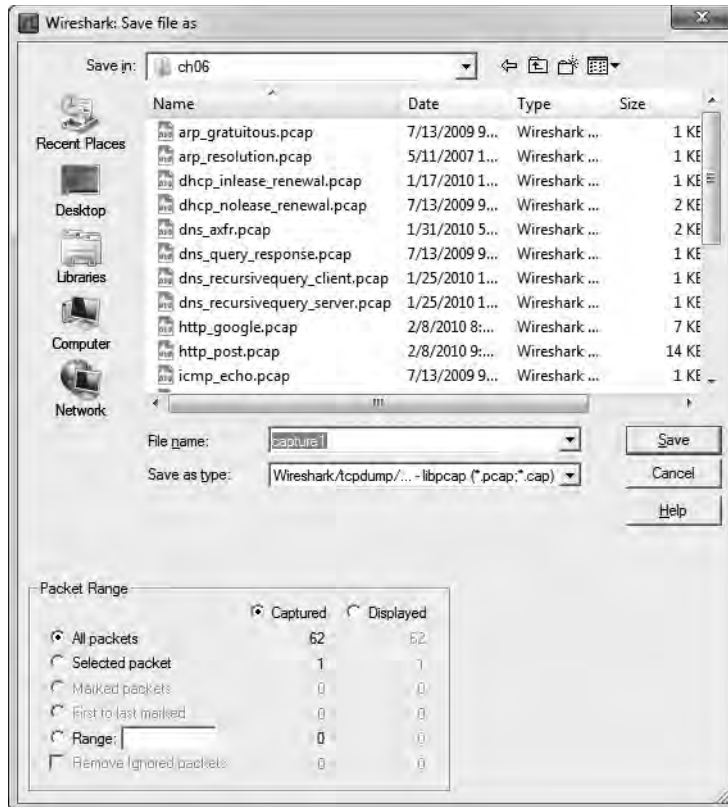 Wireshark: Save file as
Save in: ch06
Name Date Type Size
arp_gratuitous.pcap 7/13/2009 9... Wireshark ... 1 KE
arp_resolution.pcap 5/11/2007 1... Wireshark ... 1 KE
dhcp_inlease_renewal.pcap 1/17/2010 1... Wireshark ... 1 KE
dhcp_nolease_renewal.pcap 7/13/2009 9... Wireshark ... 2 KE
dns_axfr.pcap 1/31/2010 5... Wireshark ... 2 KE
dns_query_response.pcap 7/13/2009 9... Wireshark ... 1 KE
dns_recursivequery_client.pcap 1/25/2010 1... Wireshark ... 1 KE
dns_recursivequery_server.pcap 1/25/2010 1... Wireshark ... 1 KE
http_google.pcap 2/8/2010 8:... Wireshark ... 7 KE
http_post.pcap 2/8/2010 9:... Wireshark ... 14 KE
icmp_echo.pcap 7/13/2009 9... Wireshark ... 1 KE
Recent Places
Desktop
Libraries
Computer
Network
File name: capture1 Save
Save as type: Wireshark/tcpdump/... - libpcap (*.pcap;*.cap) Cancel
Help
Packet Range
Captured Displayed
All packets 62 62
Selected packet 1 1
Marked packets 0 0
First to last marked 0 0
Range: 0 0
Remove Ignored packets 0 0